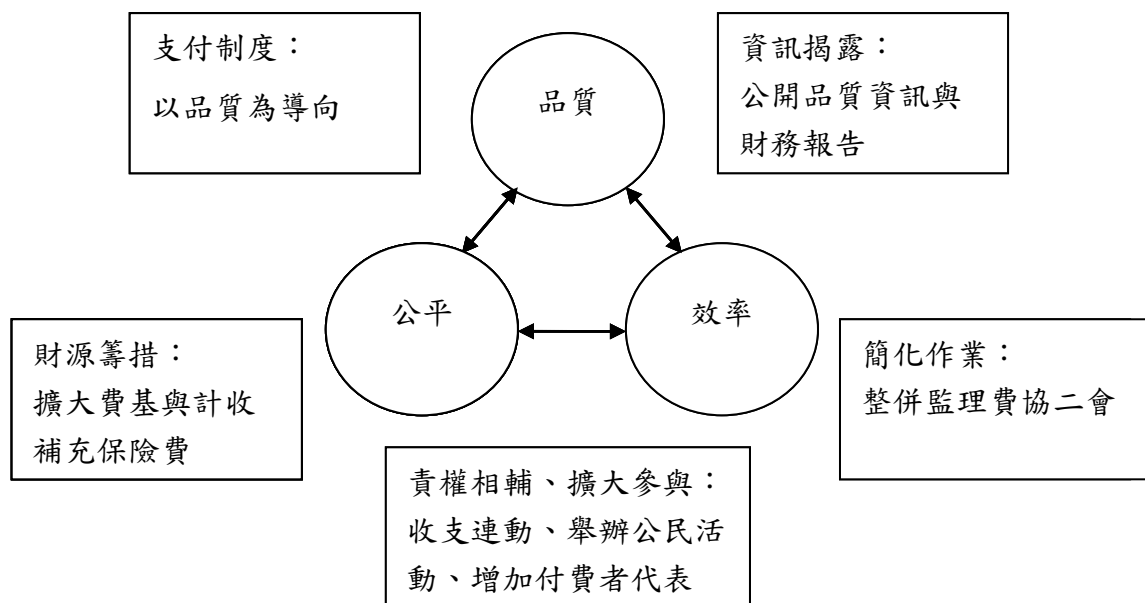 支付制度：
以品質為導向
品質
資訊揭露：
公開品質資訊與
財務報告
公平
效率
財源籌措：
擴大費基與計收
補充保險費
簡化作業：
整併監理費協二會
責權相輔、擴大參與：
收支連動、舉辦公民活
動、增加付費者代表